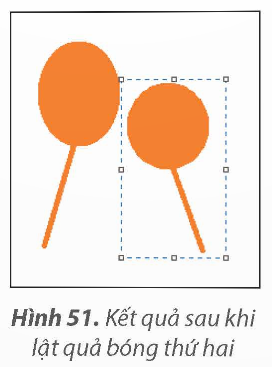 Hình 51. Kết quả sau khi
lật quả bóng thứ hai